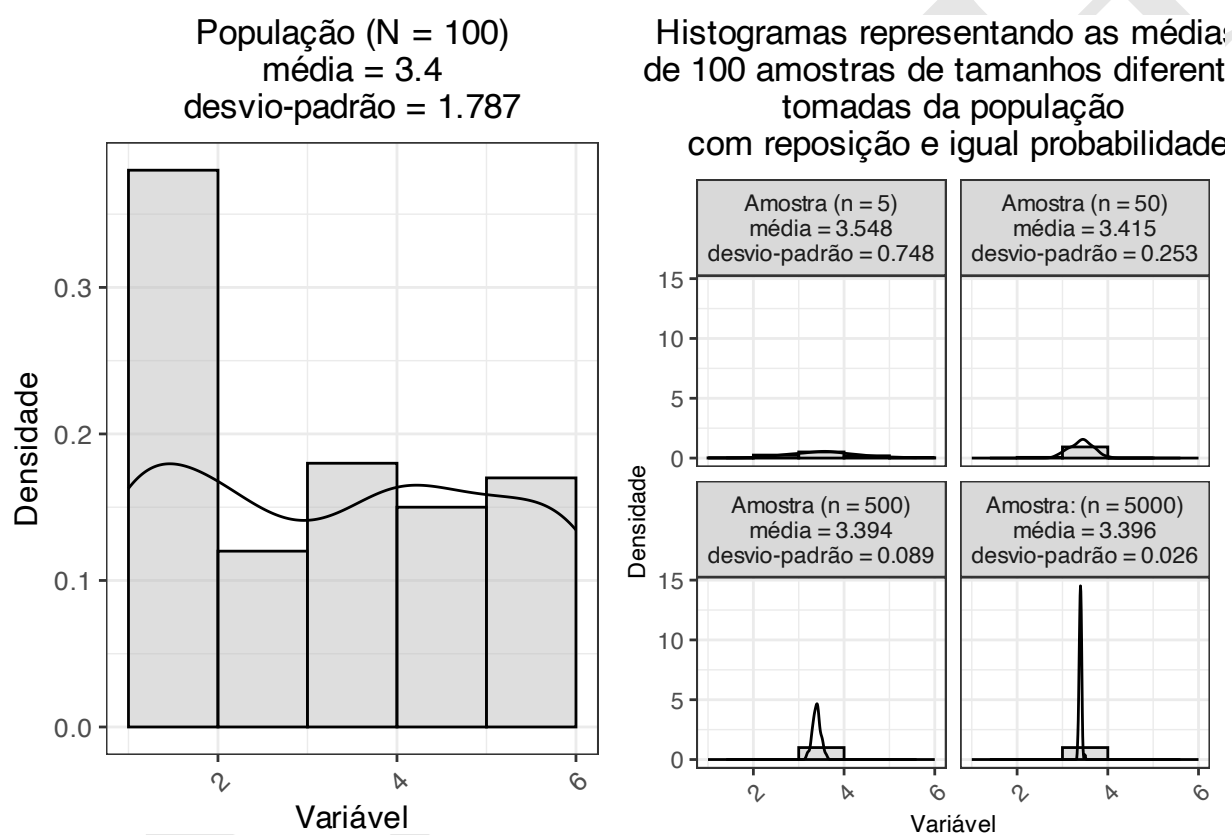 População (N = 100)
média = 3.4
desvio-padrão = 1.787
Densidade
0.3
0.2
0.1
0.0
2
4
6
Variável
Histogramas representando as médias
de 100 amostras de tamanhos diferent
tomadas da população
com reposição e igual probabilidade
Amostra (n = 5)
média = 3.548
desvio-padrão = 0.748
Amostra (n = 50)
média = 3.415
desvio-padrão = 0.253
15
10
5
0
Amostra (n = 500)
média = 3.394
desvio-padrão = 0.089
Amostra: (n = 5000)
média = 3.396
desvio-padrão = 0.026
15
10
5
0
Densidade
2
4
6
2
4
6
Variável